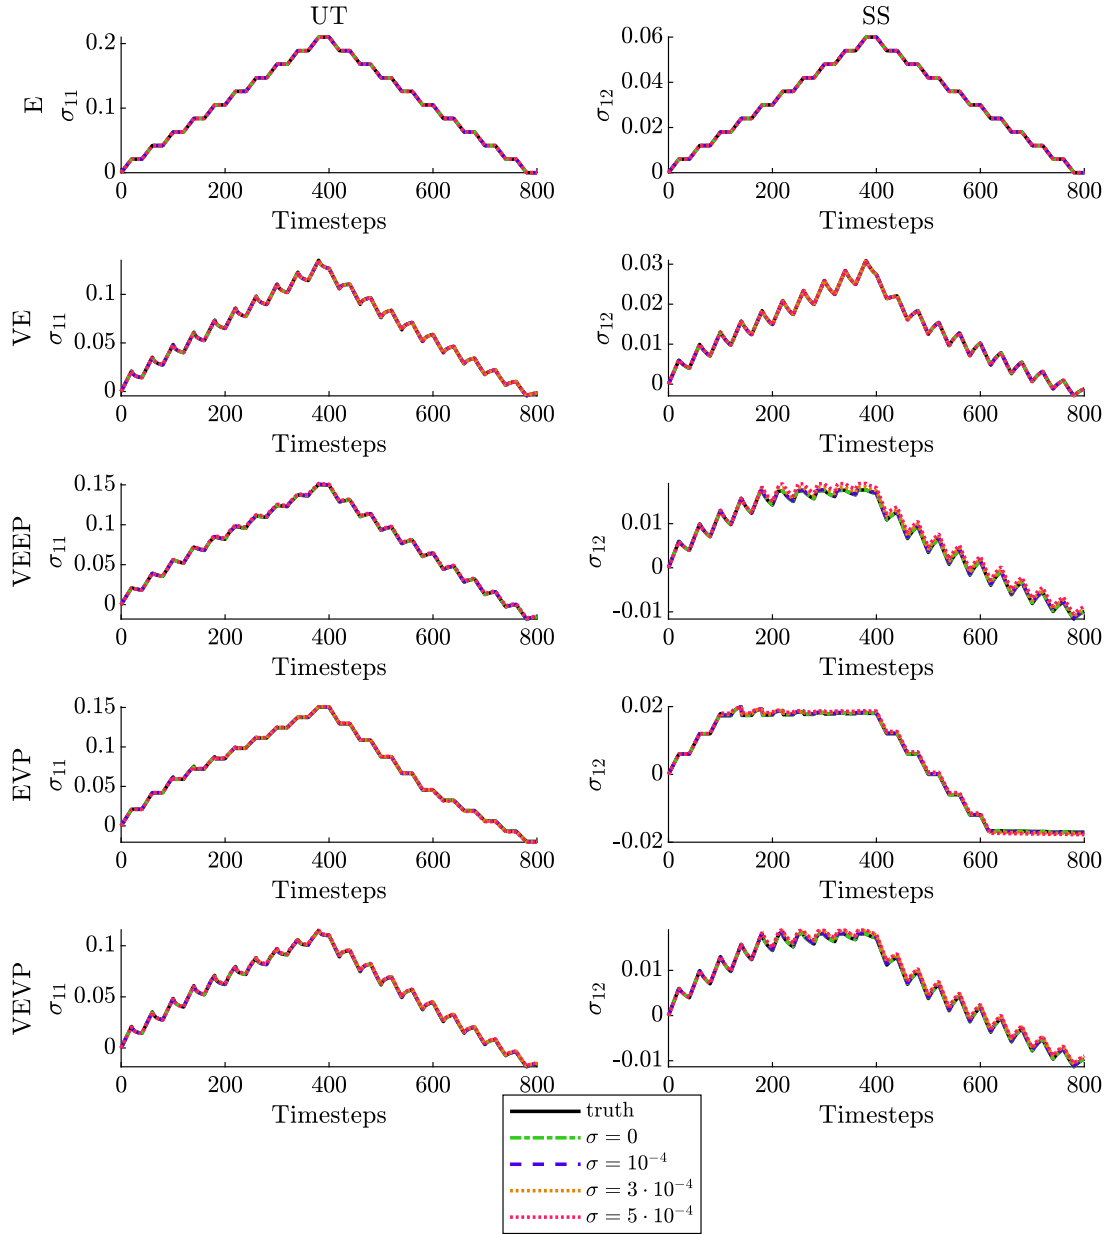 UT
SS
E
σ11
0.2
0.1
0
0 200 400 600 800
Timesteps
σ12
0.06
0.04
0.02
0
0 200 400 600 800
Timesteps
VE
σ11
0.1
0.05
0
0 200 400 600 800
Timesteps
σ12
0.03
0.02
0.01
0
0 200 400 600 800
Timesteps
VEEP
σ11
0.15
0.1
0.05
0
0 200 400 600 800
Timesteps
σ12
0.01
0
-0.01
0 200 400 600 800
Timesteps
EVP
σ11
0.15
0.1
0.05
0
0 200 400 600 800
Timesteps
σ12
0.02
0
-0.02
0 200 400 600 800
Timesteps
VEVP
σ11
0.1
0.05
0
0 200 400 600 800
Timesteps
σ12
0.01
0
-0.01
0 200 400 600 800
Timesteps
truth
σ = 0
σ = 10⁻⁴
σ = 3 · 10⁻⁴
σ = 5 · 10⁻⁴